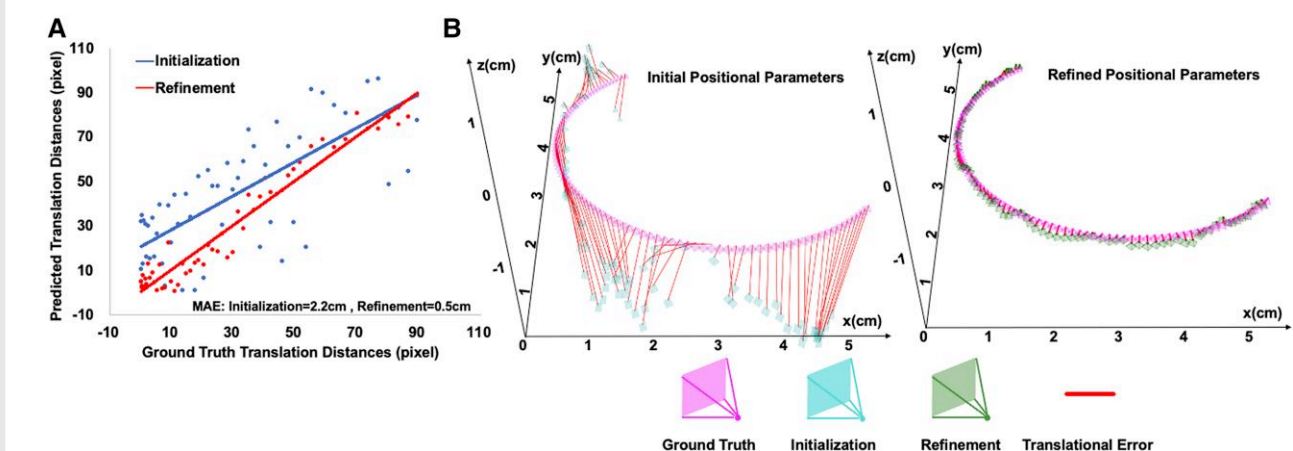 A
B
110
90
70
50
30
10
-10
Predicted Translation Distances (pixel)
Initialization
Refinement
MAE: Initialization=2.2cm , Refinement=0.5cm
-10 10 30 50 70 90 110
Ground Truth Translation Distances (pixel)
z(cm)
y(cm)
Initial Positional Parameters
1
0
-1
5
4
3
2
1
x(cm)
0 1 2 3 4 5
z(cm)
y(cm)
Refined Positional Parameters
1
0
-1
5
4
3
2
1
x(cm)
0 1 2 3 4 5
Ground Truth Initialization Refinement Translational Error